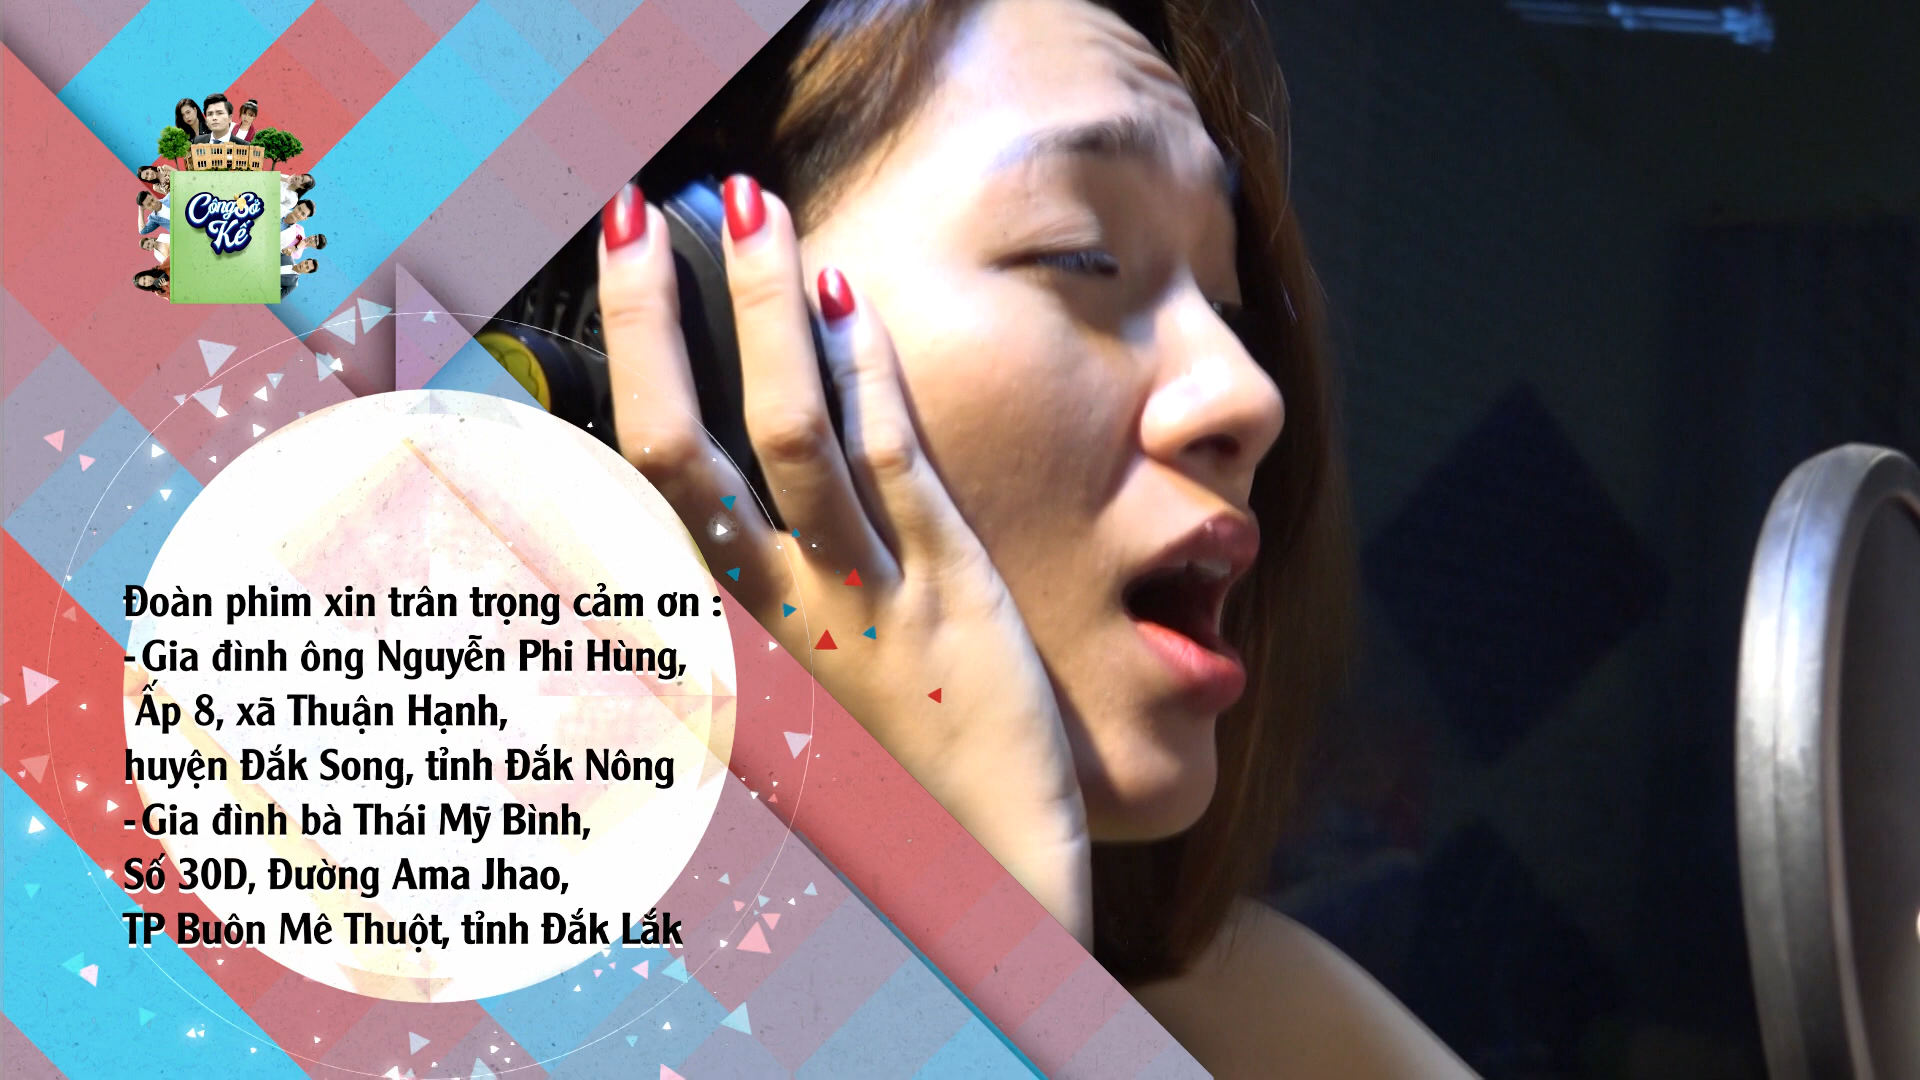 Công Sở
Kế
Đoàn phim xin trân trọng cảm ơn :
- Gia đình ông Nguyễn Phi Hùng,
Ấp 8, xã Thuận Hạnh,
huyện Đắk Song, tỉnh Đắk Nông
- Gia đình bà Thái Mỹ Bình,
Số 30D, Đường Ama Jhao,
TP Buôn Mê Thuột, tỉnh Đắk Lắk